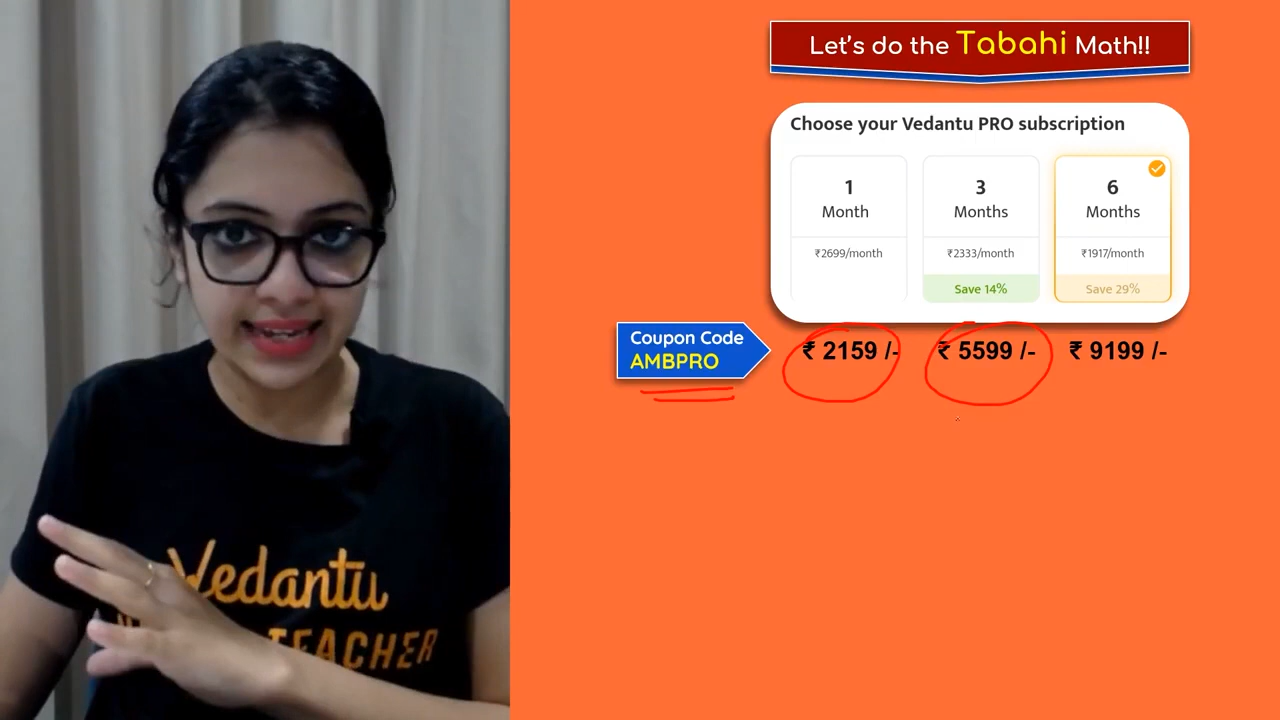 Let's do the Tabahi Math!!
Choose your Vedantu PRO subscription
1
Month
₹2699/month
3
Months
₹2333/month
Save 14%
6
Months
₹1917/month
Save 29%
Coupon Code
AMBPRO
₹ 2159 /-
₹ 5599 /-
₹ 9199 /-
Vedantu
TEACHER